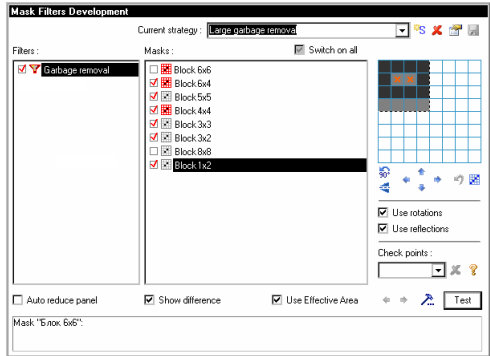 Mask Filters Development
Current strategy : Large garbage removal
S
Filters :
Masks :
Switch on all
Garbage removal
Block 6x6
Block 6x4
Block 5x5
Block 4x4
Block 3x3
Block 3x2
Block 8x8
Block 1x2
90°
Use rotations
Use reflections
Check points :
Auto reduce panel
Show difference
Use Effective Area
Test
Mask "Блок 6x6":